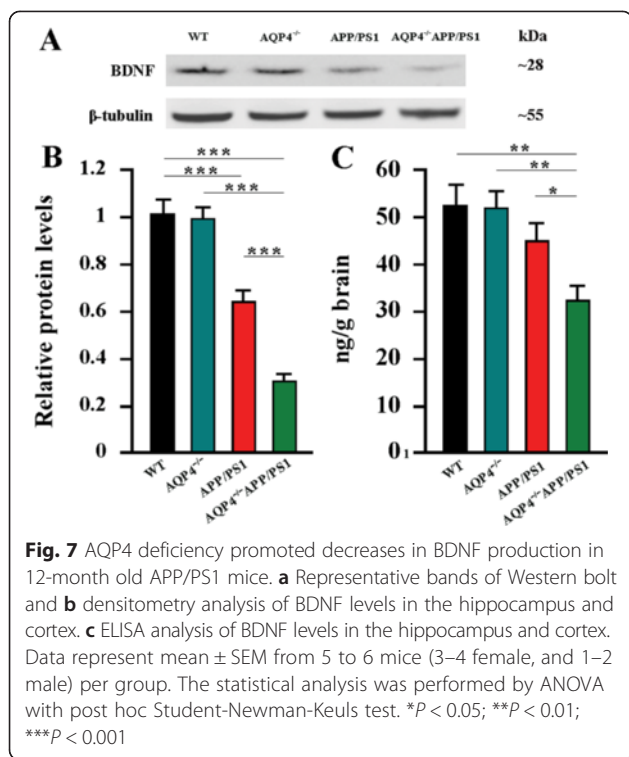 A
WT AQP4-/- APP/PS1 AQP4-/-APP/PS1 kDa
BDNF ~28
β-tubulin ~55
B
Relative protein levels
1.2
1
0.8
0.6
0.4
0.2
0
***
***
***
***
WT
AQP4-/-
APP/PS1
AQP4-/-APP/PS1
C
ng/g brain
60
50
40
30
20
10
0 1
**
**
*
WT
AQP4-/-
APP/PS1
AQP4-/-APP/PS1
Fig. 7 AQP4 deficiency promoted decreases in BDNF production in
12-month old APP/PS1 mice. a Representative bands of Western bolt
and b densitometry analysis of BDNF levels in the hippocampus and
cortex. c ELISA analysis of BDNF levels in the hippocampus and cortex.
Data represent mean ± SEM from 5 to 6 mice (3–4 female, and 1–2
male) per group. The statistical analysis was performed by ANOVA
with post hoc Student-Newman-Keuls test. *P < 0.05; **P < 0.01;
***P < 0.001